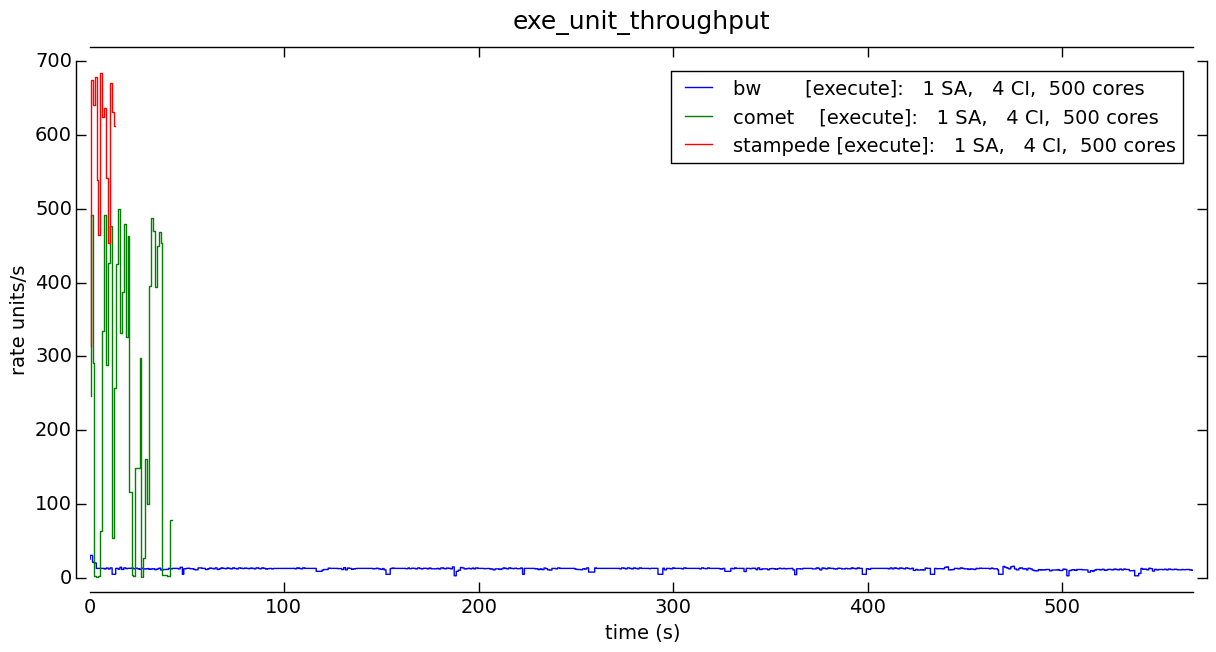 exe_unit_throughput
bw [execute]: 1 SA, 4 CI, 500 cores
comet [execute]: 1 SA, 4 CI, 500 cores
stampede [execute]: 1 SA, 4 CI, 500 cores
700
600
500
400
300
200
100
0
rate units/s
0 100 200 300 400 500
time (s)